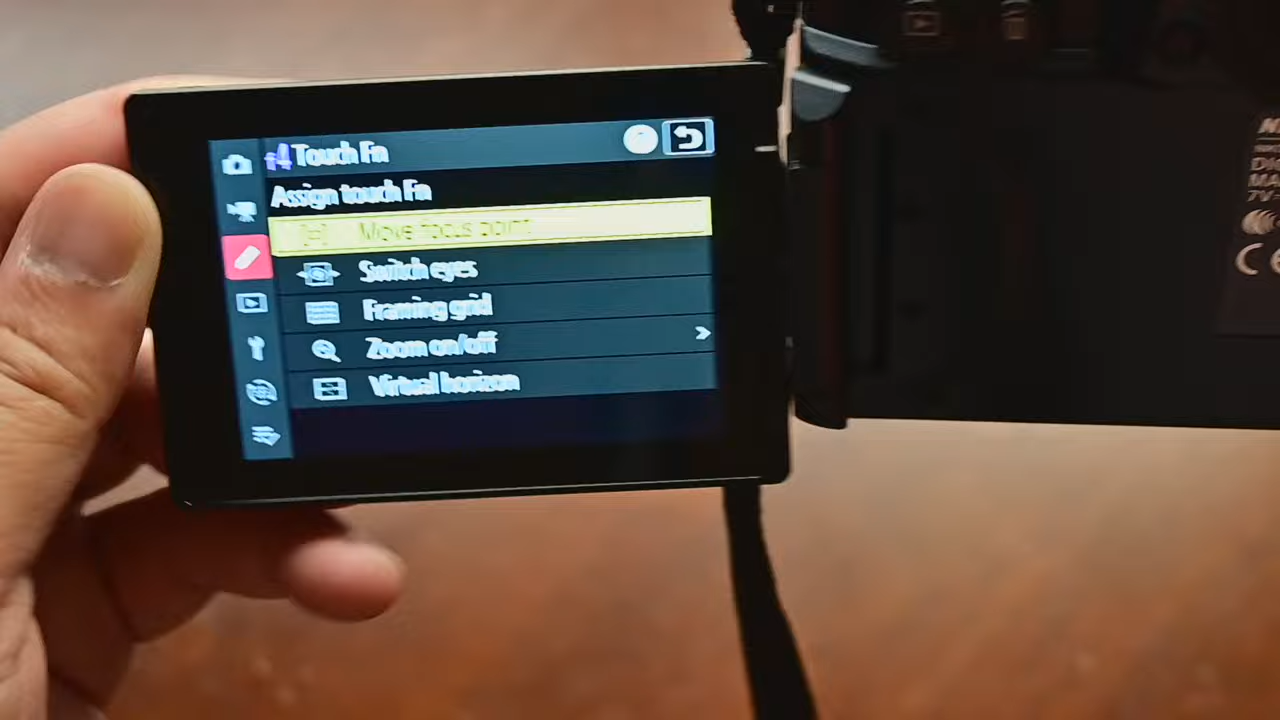 Touch Fn
Assign touch Fn
Move focus point
Switch eyes
Framing grid
Zoom on/off
Virtual horizon